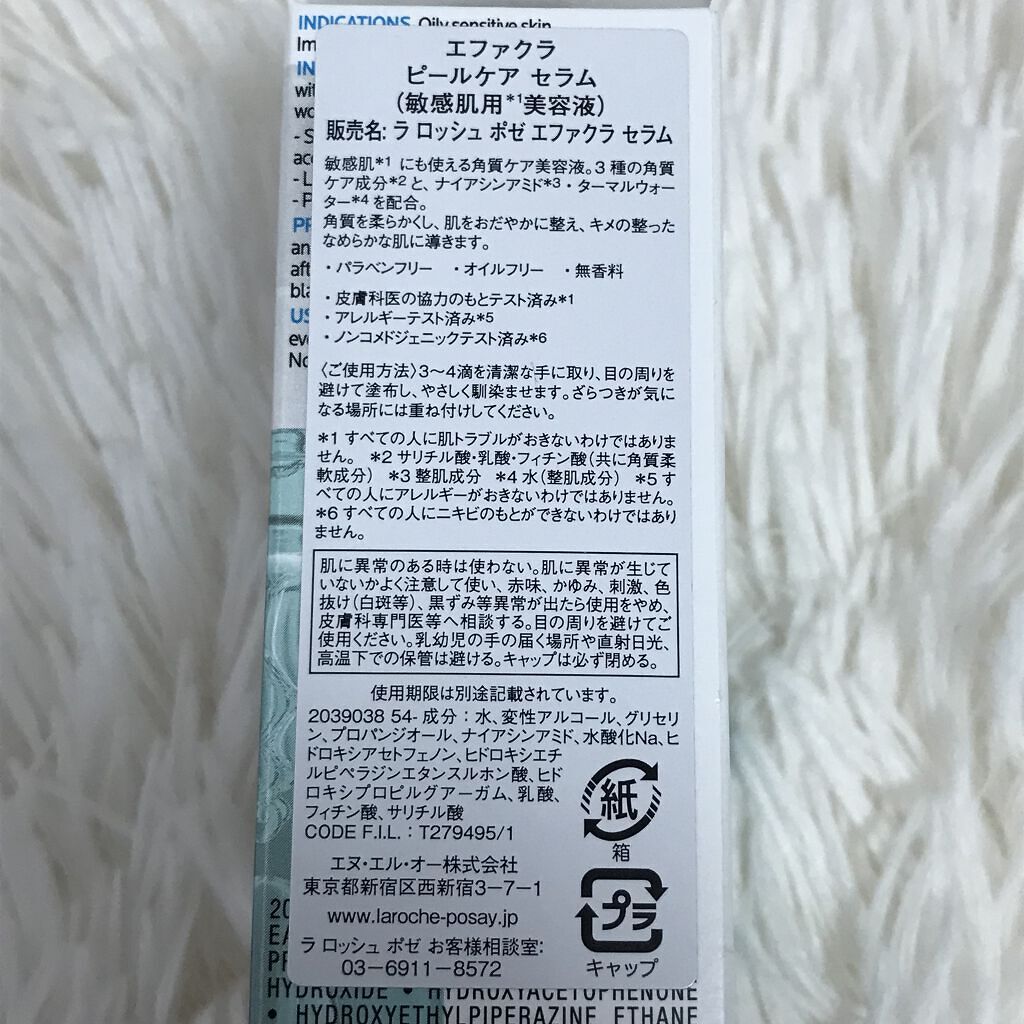 INDICATIONS Oily sensitive skin
エファクラ
ピールケア セラム
(敏感肌用*1美容液)
販売名: ラ ロッシュ ポゼ エファクラ セラム
敏感肌*1 にも使える角質ケア美容液。3 種の角質
ケア成分*2 と、ナイアシンアミド*3・ターマルウォー
ター*4 を配合。
角質を柔らかくし、肌をおだやかに整え、キメの整った
なめらかな肌に導きます。
・パラベンフリー ・オイルフリー ・無香料
・皮膚科医の協力のもとテスト済み*1
・アレルギーテスト済み*5
・ノンコメドジェニックテスト済み*6
〈ご使用方法〉3～4滴を清潔な手に取り、目の周りを
避けて塗布し、やさしく馴染ませます。ざらつきが気に
なる場所には重ね付けしてください。
*1 すべての人に肌トラブルがおきないわけではありま
せん。 *2 サリチル酸・乳酸・フィチン酸(共に角質柔
軟成分) *3 整肌成分 *4 水(整肌成分) *5 す
べての人にアレルギーがおきないわけではありません。
*6 すべての人にニキビのもとができないわけではあり
ません。
肌に異常のある時は使わない。肌に異常が生じて
いないかよく注意して使い、赤味、かゆみ、刺激、色
抜け(白斑等)、黒ずみ等異常が出たら使用をやめ、
皮膚科専門医等へ相談する。目の周りを避けてご
使用ください。乳幼児の手の届く場所や直射日光、
高温下での保管は避ける。キャップは必ず閉める。
使用期限は別途記載されています。
2039038 54- 成分 : 水、変性アルコール、グリセリ
ン、プロパンジオール、ナイアシンアミド、水酸化Na、ヒ
ドロキシアセトフェノン、ヒドロキシエチ
ルピペラジンエタンスルホン酸、ヒド
ロキシプロピルグアーガム、乳酸、
フィチン酸、サリチル酸
CODE F.I.L. : T279495/1
紙
箱
エヌ・エル・オー株式会社
東京都新宿区西新宿3-7-1
www.laroche-posay.jp
ラ ロッシュ ポゼ お客様相談室:
03-6911-8572
プラ
キャップ
HYDROXIDE • HYDROXYACETOPHENONE
• HYDROXYETHYLPIPERAZINE ETHANE